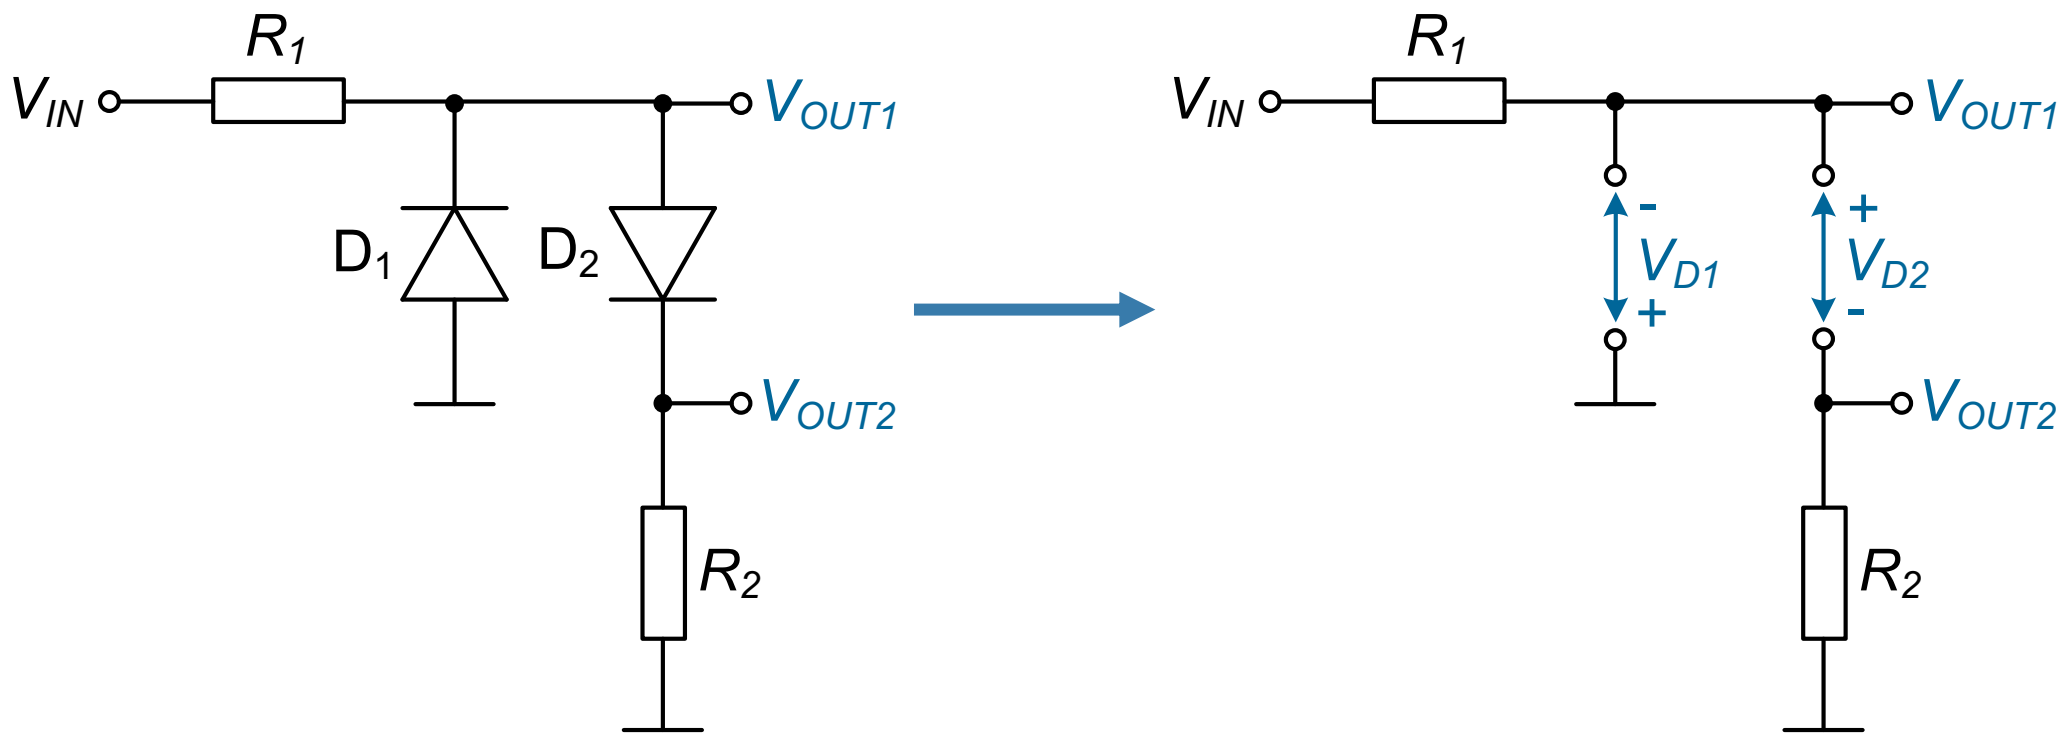 R1
VIN
VOUT1
D1
D2
VOUT2
R2
R1
VIN
VOUT1
-
+
VD1
VD2
+
-
VOUT2
R2